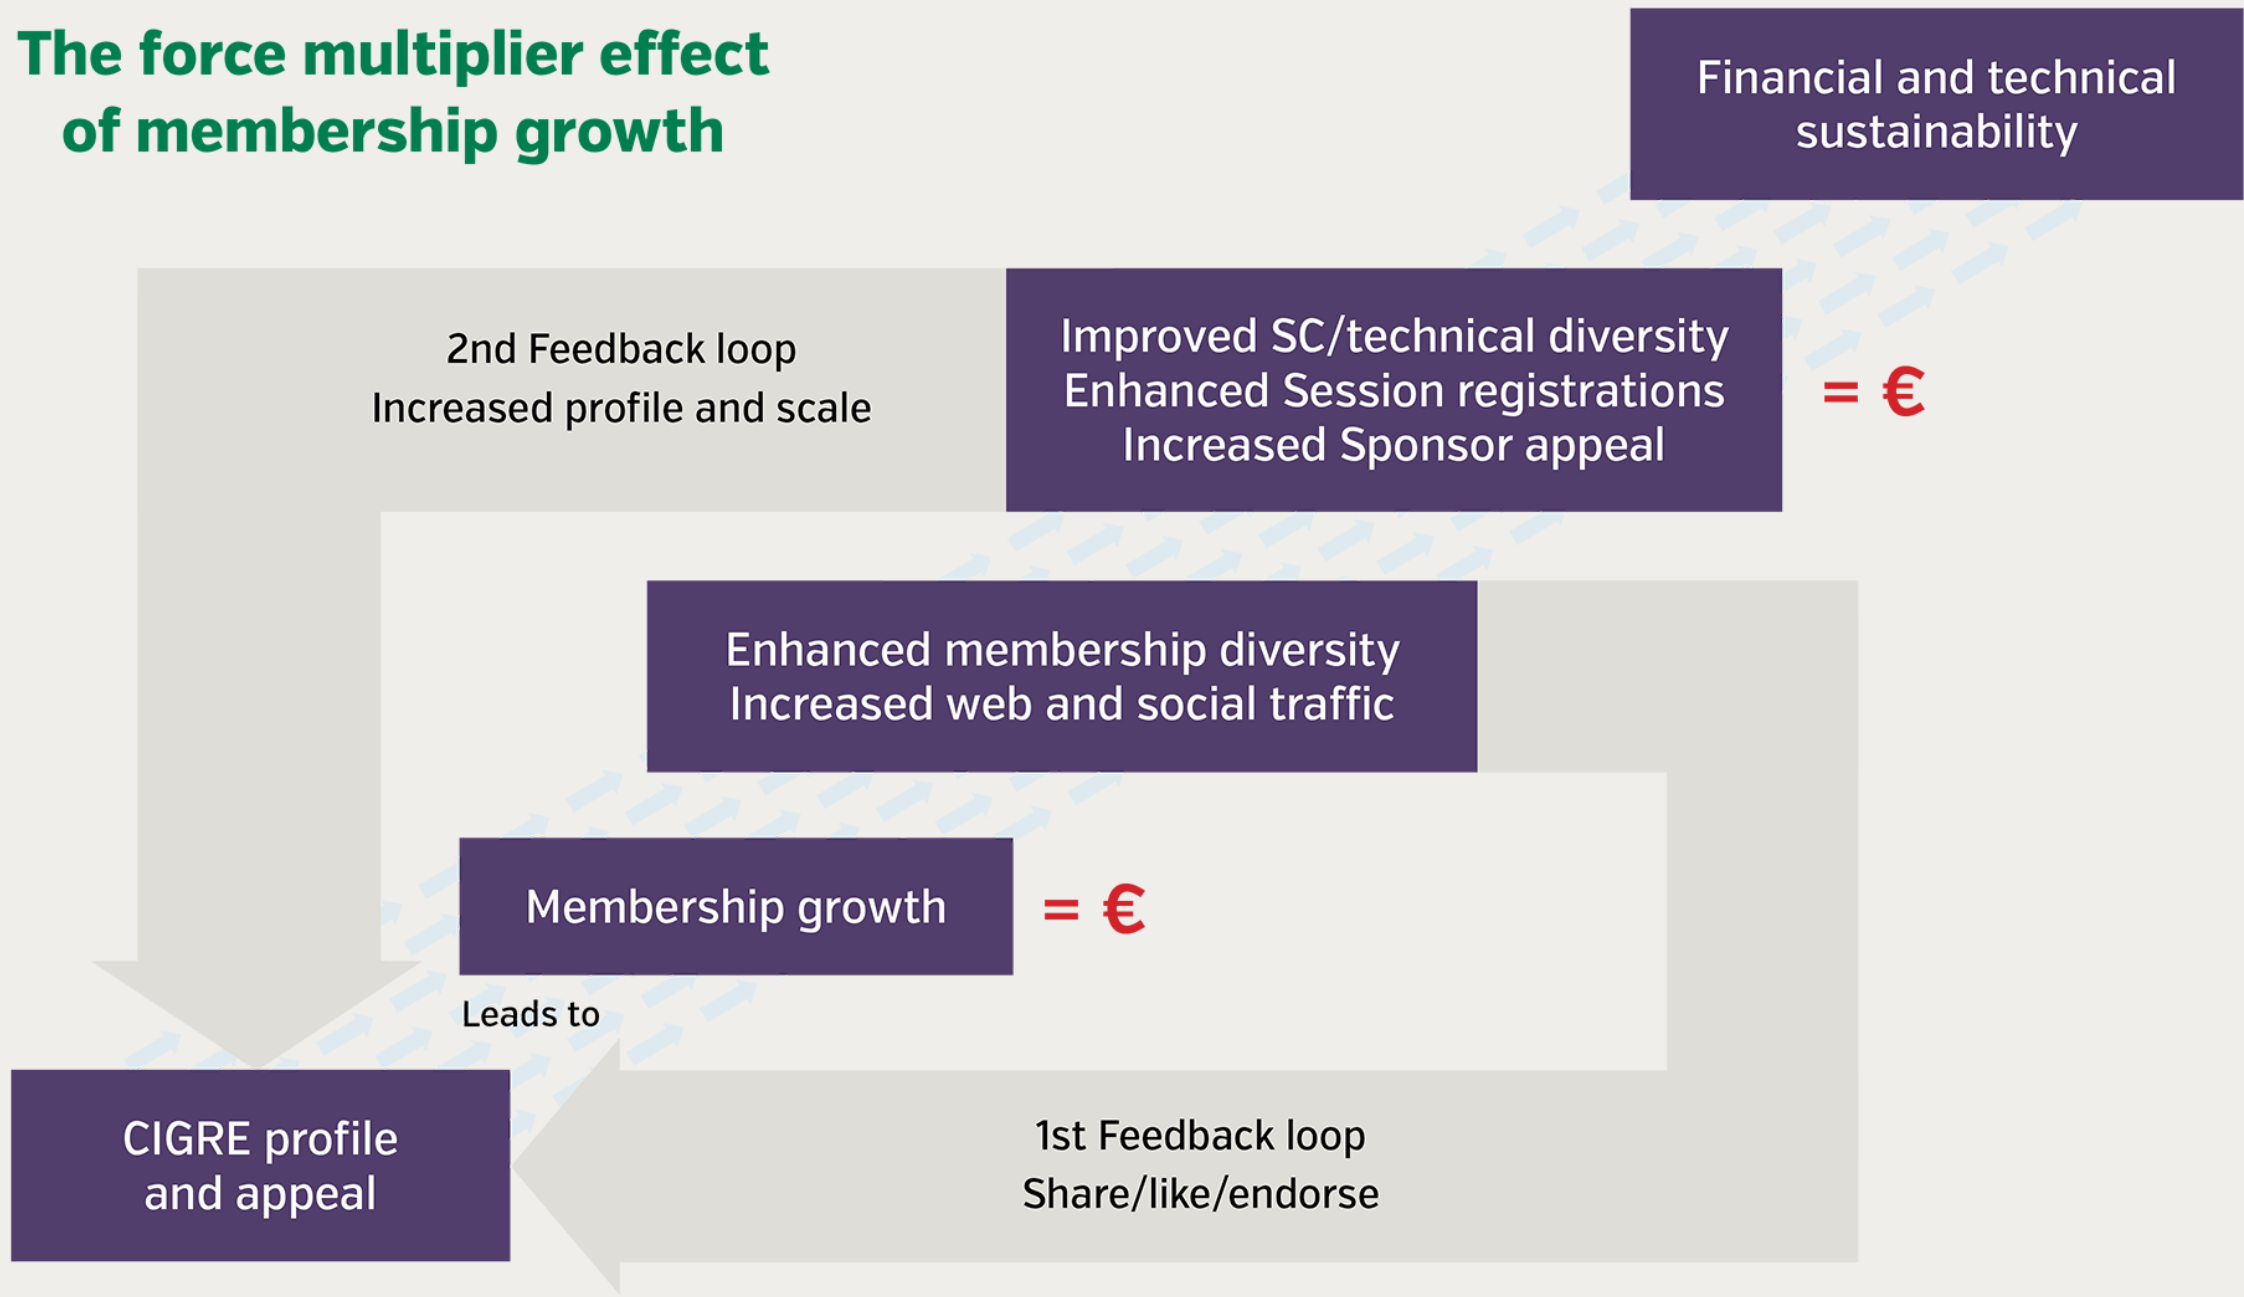 The force multiplier effect
of membership growth
Financial and technical
sustainability
2nd Feedback loop
Increased profile and scale
Improved SC/technical diversity
Enhanced Session registrations
Increased Sponsor appeal
= €
Enhanced membership diversity
Increased web and social traffic
Membership growth
= €
Leads to
CIGRE profile
and appeal
1st Feedback loop
Share/like/endorse